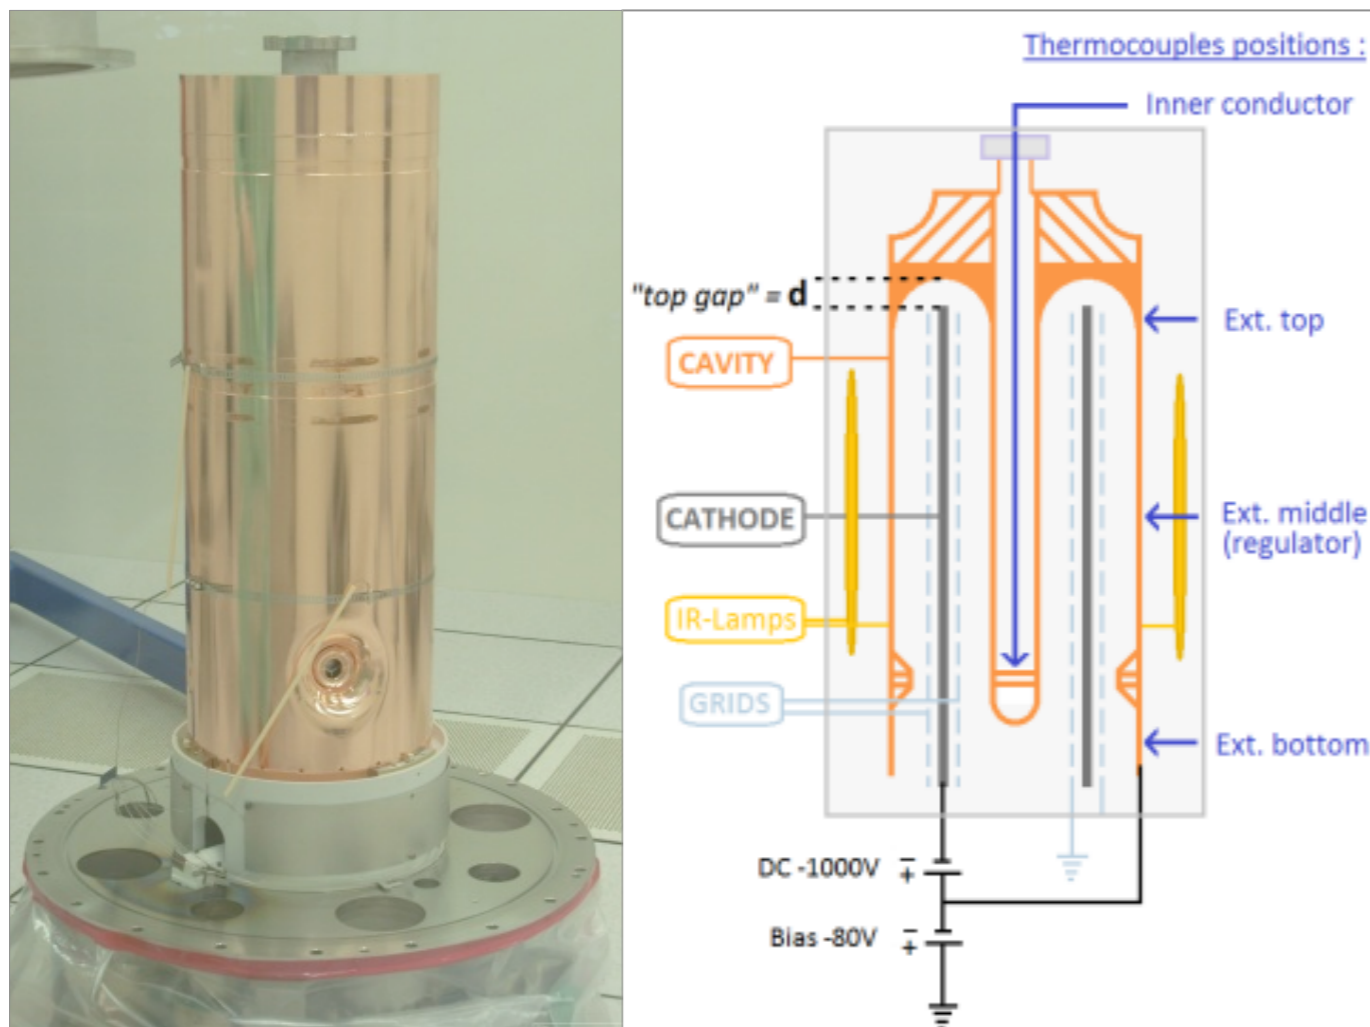 Thermocouples positions :
Inner conductor
"top gap" = d
Ext. top
CAVITY
CATHODE
Ext. middle
(regulator)
IR-Lamps
GRIDS
Ext. bottom
DC -1000V
- +
Bias -80V
- +